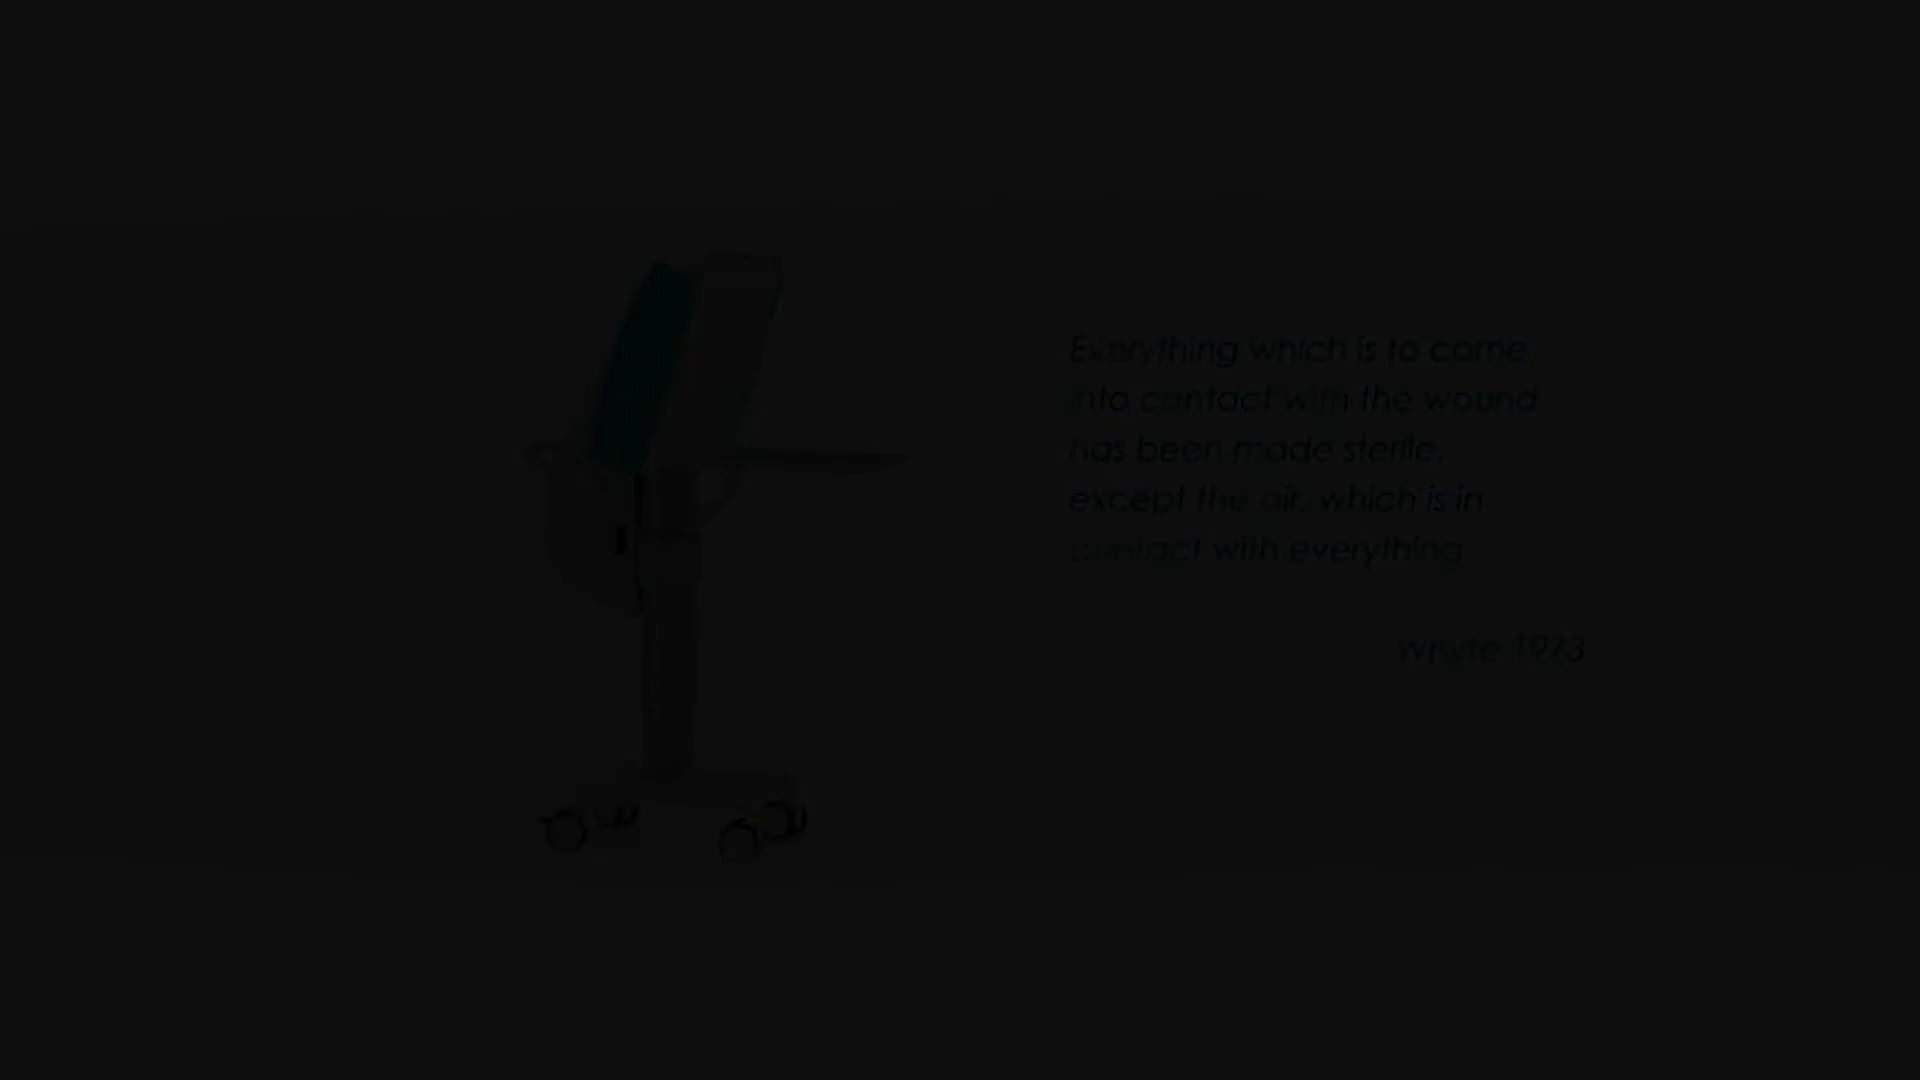 Everything which is to come
into contact with the wound
has been made sterile,
except the air, which is in
contact with everything
Whyte 1973